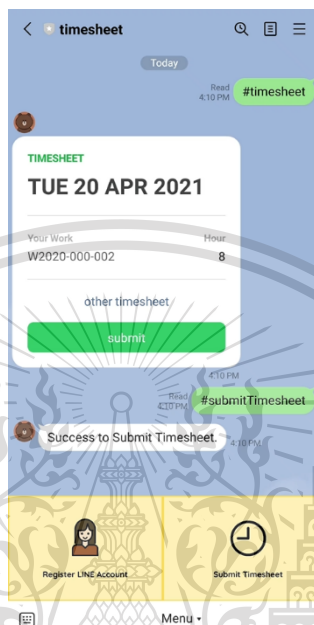 timesheet
Today
Read
4:10 PM
#timesheet
TIMESHEET
TUE 20 APR 2021
Your Work Hour
W2020-000-002 8
other timesheet
submit
4:10 PM
Read
4:10 PM
#submitTimesheet
Success to Submit Timesheet.
4:10 PM
Register LINE Account Submit Timesheet
Menu